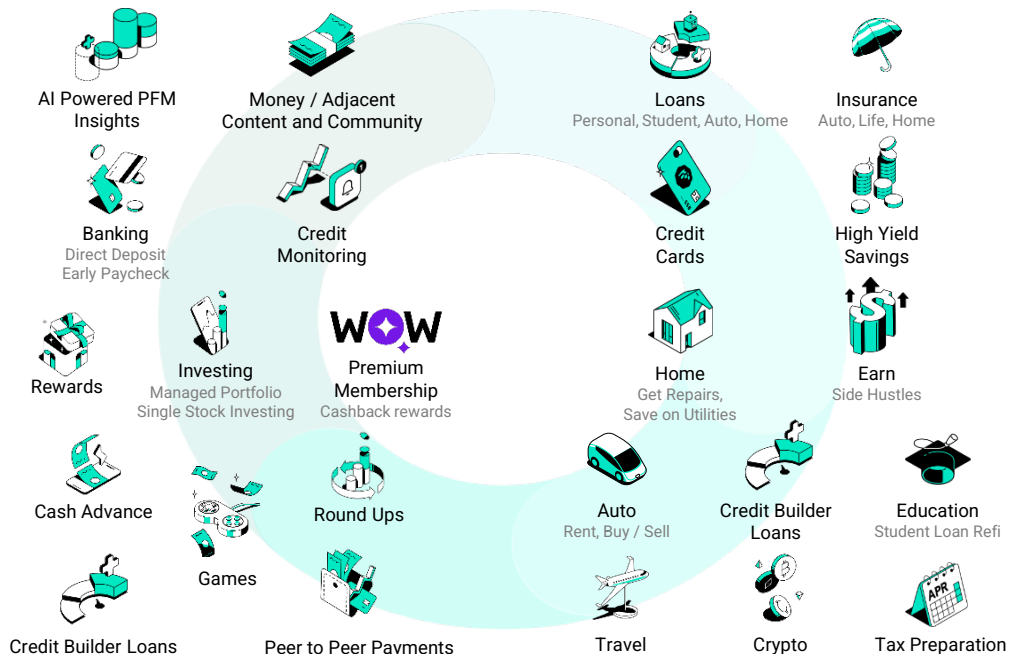 AI Powered PFM
Insights
Money / Adjacent
Content and Community
Loans
Personal, Student, Auto, Home
Insurance
Auto, Life, Home
Banking
Direct Deposit
Early Paycheck
Credit
Monitoring
Credit
Cards
High Yield
Savings
Rewards
Investing
Managed Portfolio
Single Stock Investing
WOW
Premium
Membership
Cashback rewards
Home
Get Repairs,
Save on Utilities
Earn
Side Hustles
Cash Advance
Games
Round Ups
Auto
Rent, Buy / Sell
Credit Builder
Loans
Education
Student Loan Refi
Credit Builder Loans
Peer to Peer Payments
Travel
Crypto
APR
Tax Preparation